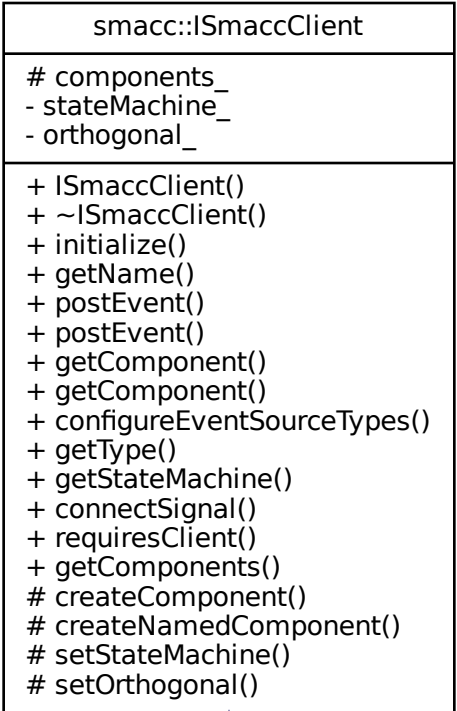 smacc::ISmaccClient
# components_
- stateMachine_
- orthogonal_
+ ISmaccClient()
+ ~ISmaccClient()
+ initialize()
+ getName()
+ postEvent()
+ postEvent()
+ getComponent()
+ getComponent()
+ configureEventSourceTypes()
+ getType()
+ getStateMachine()
+ connectSignal()
+ requiresClient()
+ getComponents()
# createComponent()
# createNamedComponent()
# setStateMachine()
# setOrthogonal()